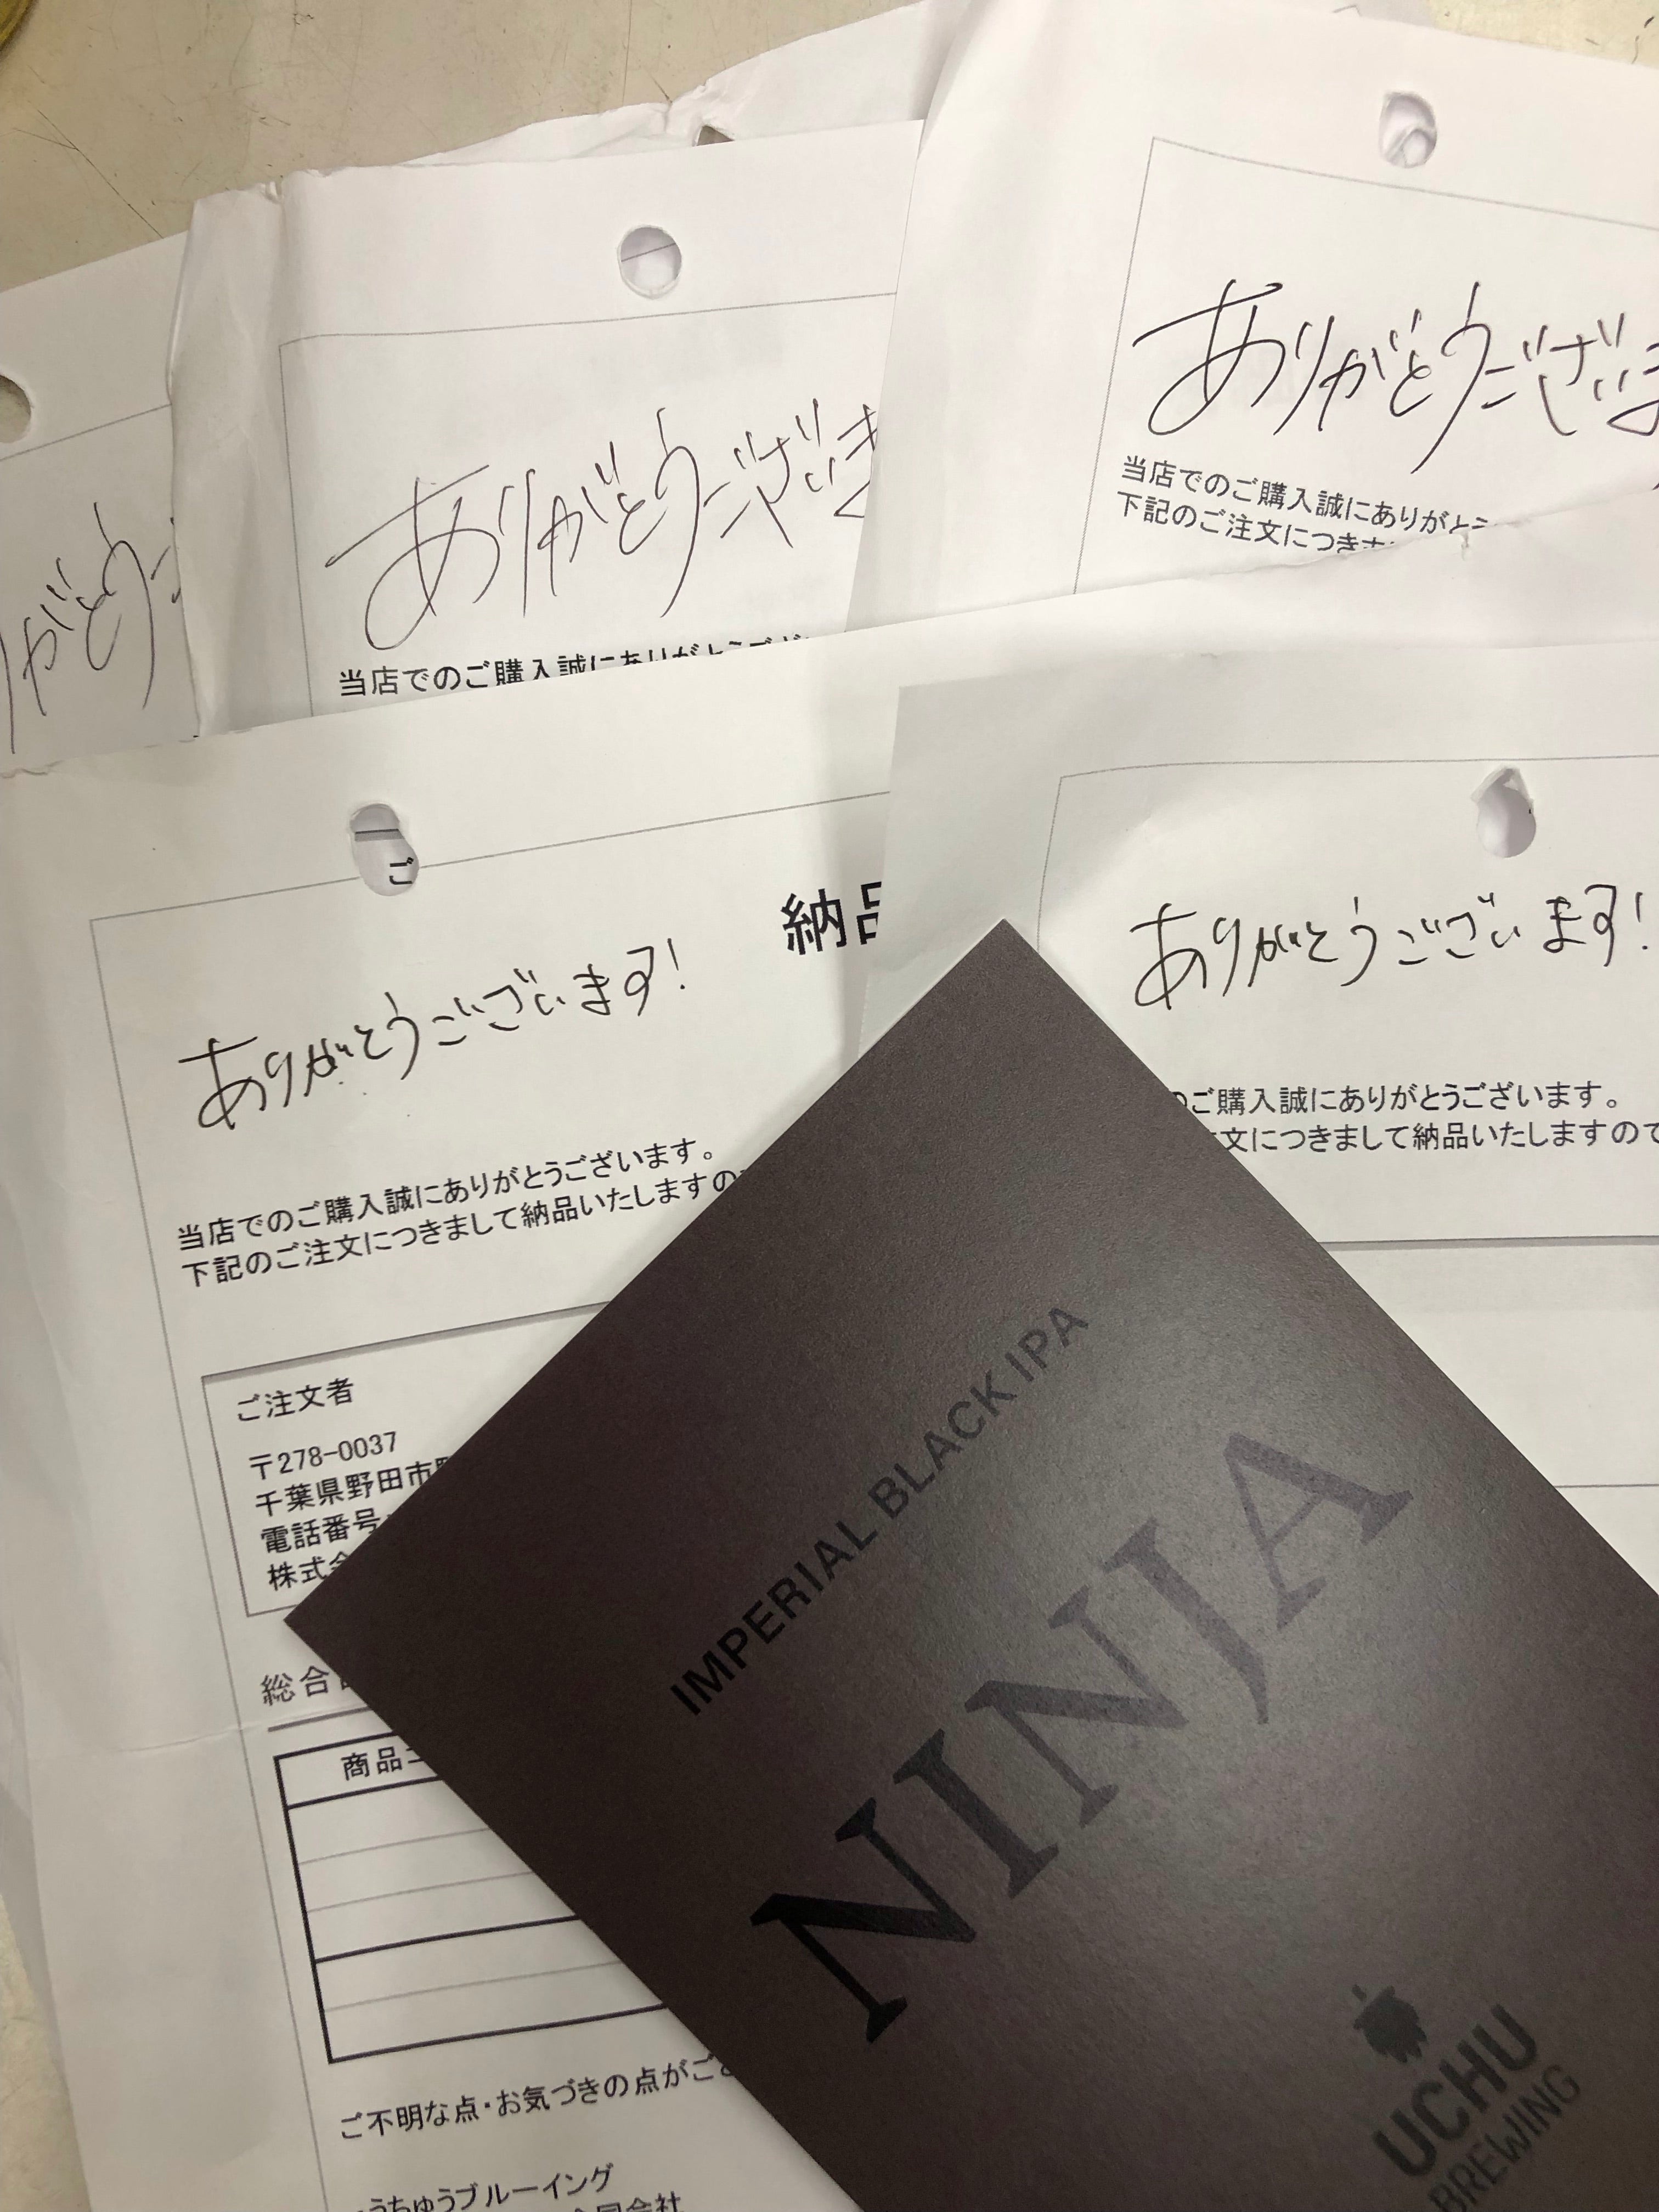 ありがとうござ
当店でのご購入誠にありがとう
下記のご注文につきま
ありがとうござい
当店でのご購入誠にありがとうござ
がとう
納品
ありがとうございます!
当店でのご購入誠にありがとうございます。
下記のご注文につきまして納品いたしますの
ありがとうございます!
のご購入誠にありがとうございます。
文につきまして納品いたしますので
ご
ご注文者
〒278-0037
千葉県野田市
電話番号
株式会
総合
商品コ
ご不明な点・お気づきの点がござ
うちゅうブルーイング
合同会社
IMPERIAL BLACK IPA
NINJA
UCHU
BREWING